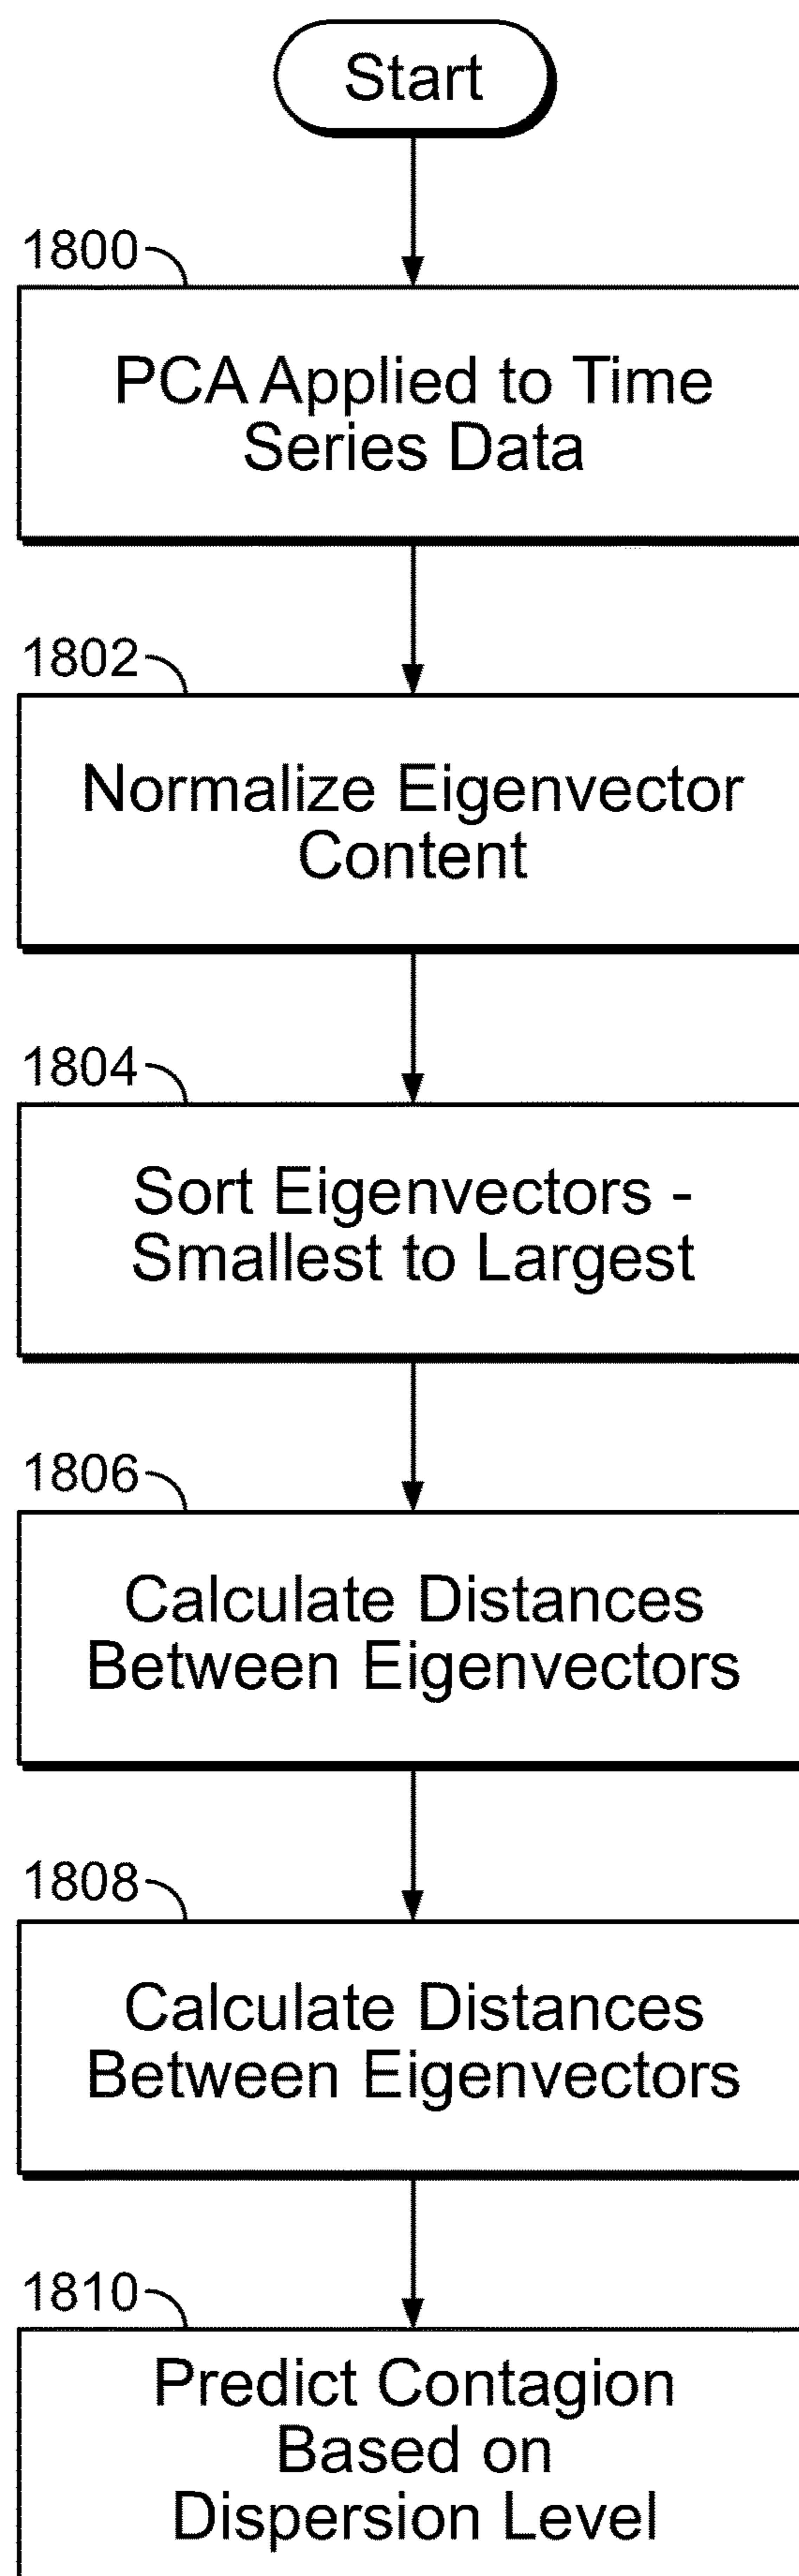 Start
1800
PCA Applied to Time
Series Data
1802
Normalize Eigenvector
Content
1804
Sort Eigenvectors -
Smallest to Largest
1806
Calculate Distances
Between Eigenvectors
1808
Calculate Distances
Between Eigenvectors
1810
Predict Contagion
Based on
Dispersion Level